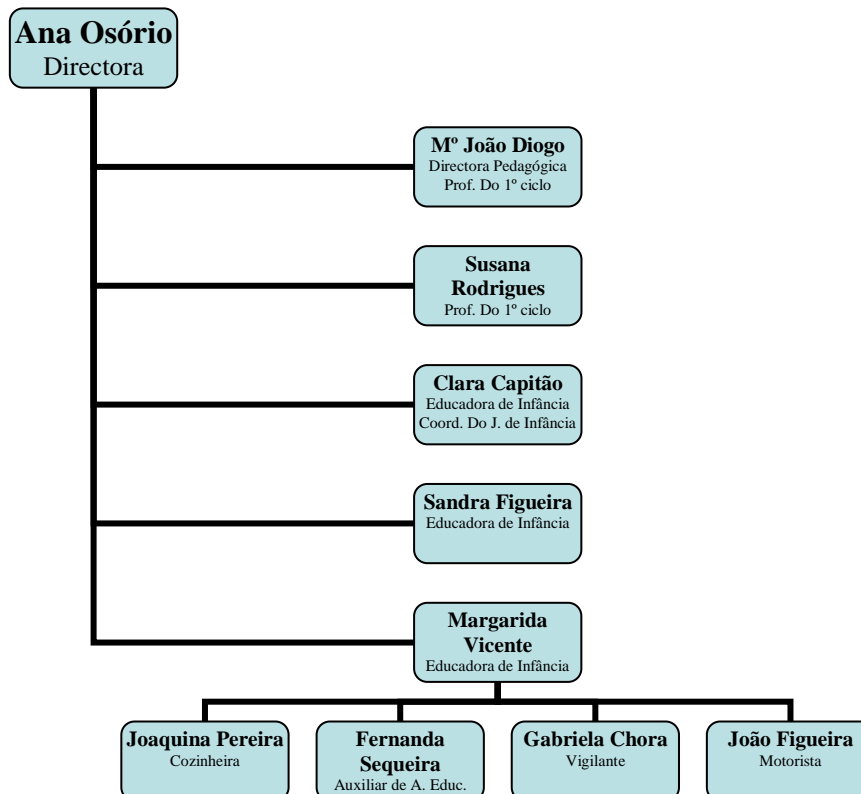 Ana Osório
Directora
Mº João Diogo
Directora Pedagógica
Prof. Do 1º ciclo
Susana
Rodrigues
Prof. Do 1º ciclo
Clara Capitão
Educadora de Infância
Coord. Do J. de Infância
Sandra Figueira
Educadora de Infância
Margarida
Vicente
Educadora de Infância
Joaquina Pereira
Cozinheira
Fernanda
Sequeira
Auxiliar de A. Educ.
Gabriela Chora
Vigilante
João Figueira
Motorista